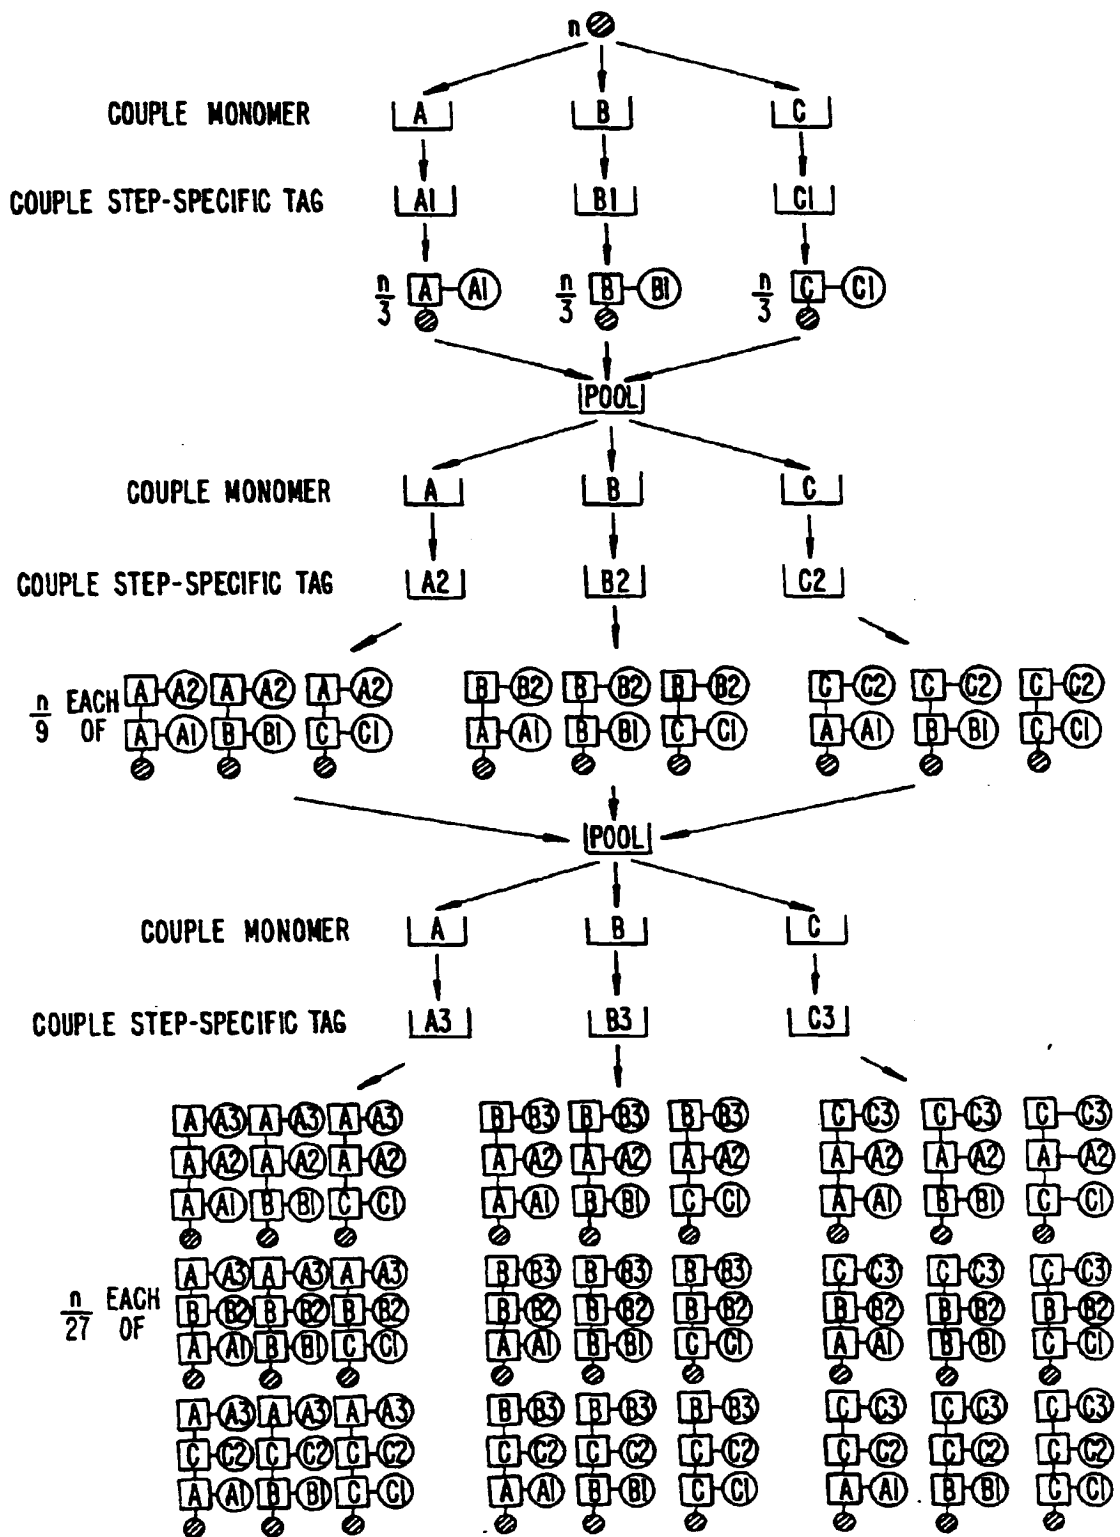 n
COUPLE MONOMER A B C
COUPLE STEP-SPECIFIC TAG A1 B1 C1
n/3 A A1 n/3 B B1 n/3 C C1
POOL
COUPLE MONOMER A B C
COUPLE STEP-SPECIFIC TAG A2 B2 C2
A A2 A A2 A A2 B B2 B B2 B B2 C C2 C C2 C C2
n/9 EACH OF A A1 B B1 C C1 A A1 B B1 C C1 A A1 B B1 C C1
POOL
COUPLE MONOMER A B C
COUPLE STEP-SPECIFIC TAG A3 B3 C3
A A3 A A3 A A3 B B3 B B3 B B3 C C3 C C3 C C3
A A2 A A2 A A2 A A2 A A2 A A2 A A2 A A2 A A2
A A1 B B1 C C1 A A1 B B1 C C1 A A1 B B1 C C1
A A3 A A3 A A3 B B3 B B3 B B3 C C3 C C3 C C3
n/27 EACH OF B B2 B B2 B B2 B B2 B B2 B B2 B B2 B B2 B B2
A A1 B B1 C C1 A A1 B B1 C C1 A A1 B B1 C C1
A A3 A A3 A A3 B B3 B B3 B B3 C C3 C C3 C C3
C C2 C C2 C C2 C C2 C C2 C C2 C C2 C C2 C C2
A A1 B B1 C C1 A A1 B B1 C C1 A A1 B B1 C C1